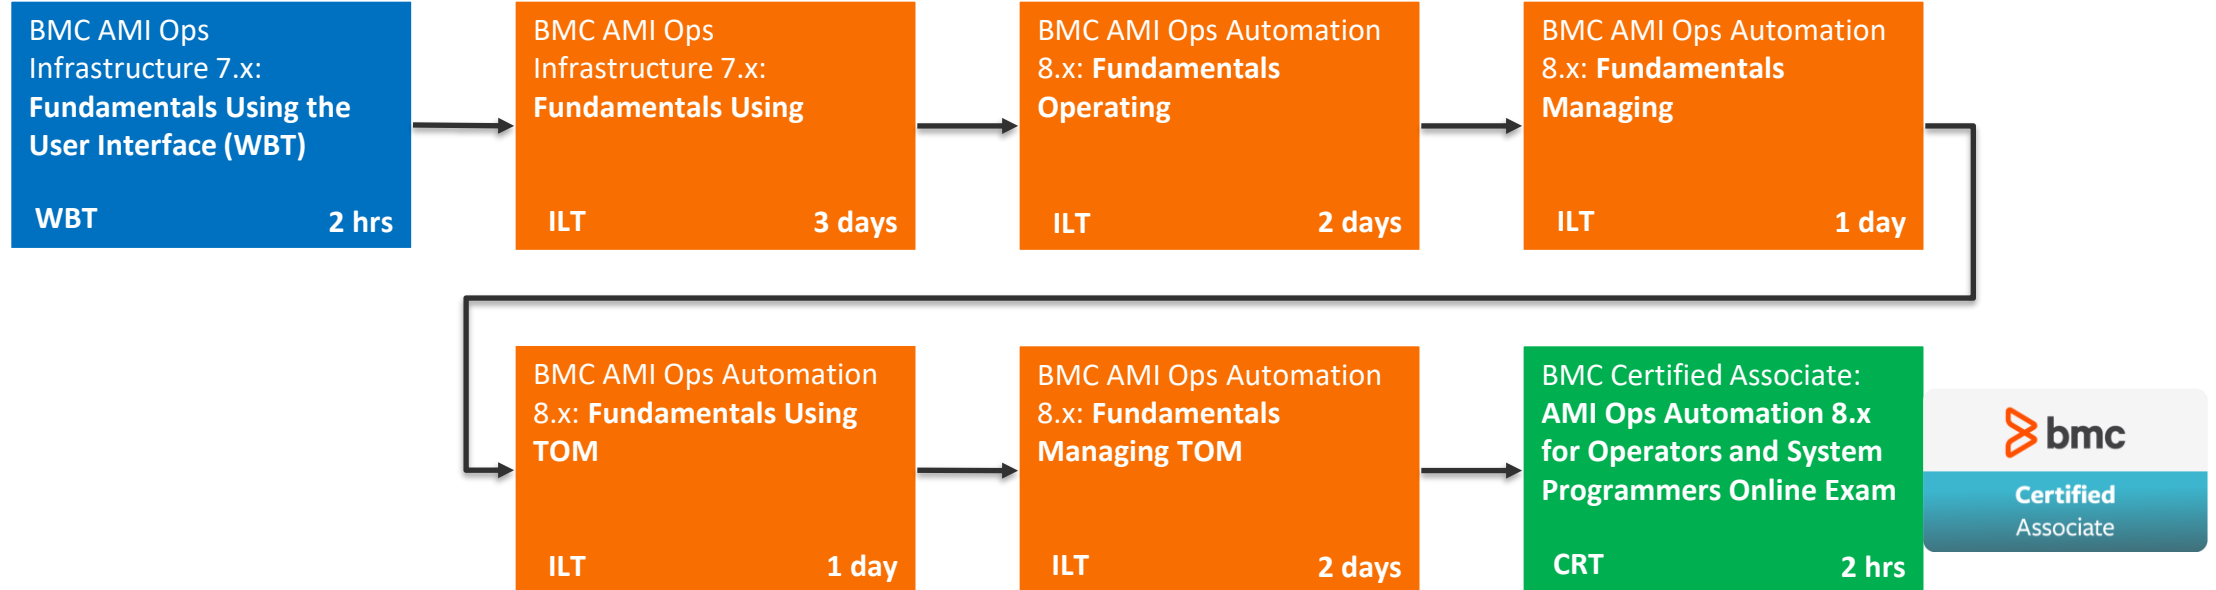 BMC AMI Ops
Infrastructure 7.x:
Fundamentals Using the
User Interface (WBT)
WBT
2 hrs
BMC AMI Ops
Infrastructure 7.x:
Fundamentals Using
ILT
3 days
BMC AMI Ops Automation
8.x: Fundamentals
Operating
ILT
2 days
BMC AMI Ops Automation
8.x: Fundamentals
Managing
ILT
1 day
BMC AMI Ops Automation
8.x: Fundamentals Using
TOM
ILT
1 day
BMC AMI Ops Automation
8.x: Fundamentals
Managing TOM
ILT
2 days
BMC Certified Associate:
AMI Ops Automation 8.x
for Operators and System
Programmers Online Exam
CRT
2 hrs
bmc
Certified
Associate